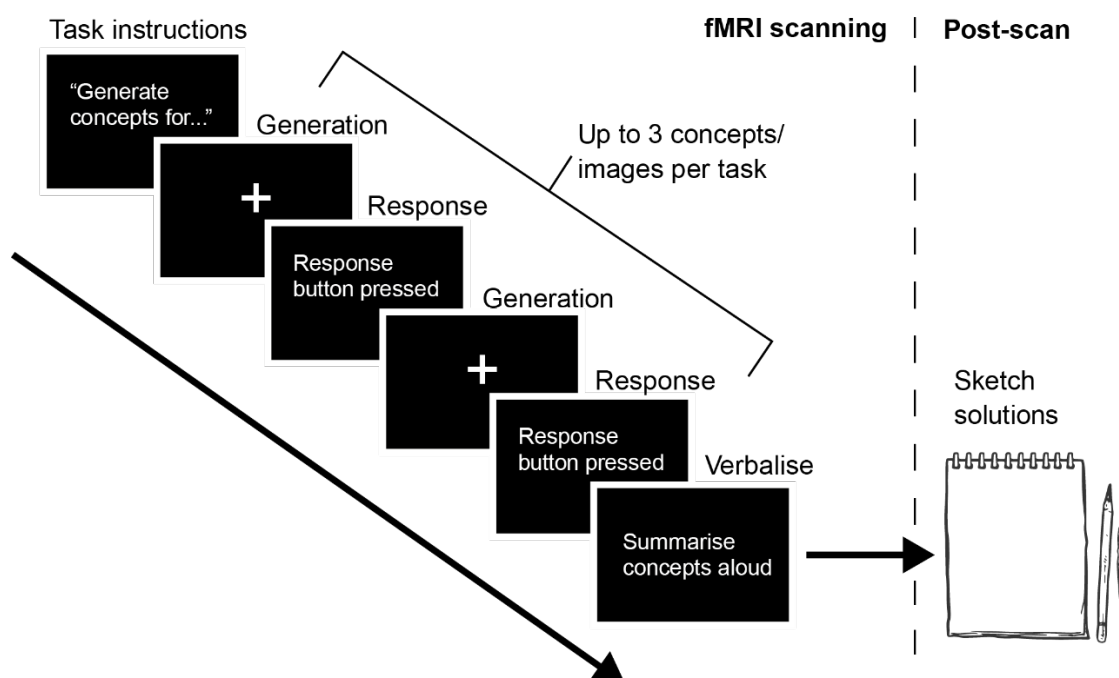 Task instructions
fMRI scanning
Post-scan
“Generate
concepts for...”
Generation
Up to 3 concepts/
images per task
+
Response
Response
button pressed
Generation
+
Response
Sketch
solutions
Response
button pressed
Verbalise
Summarise
concepts aloud